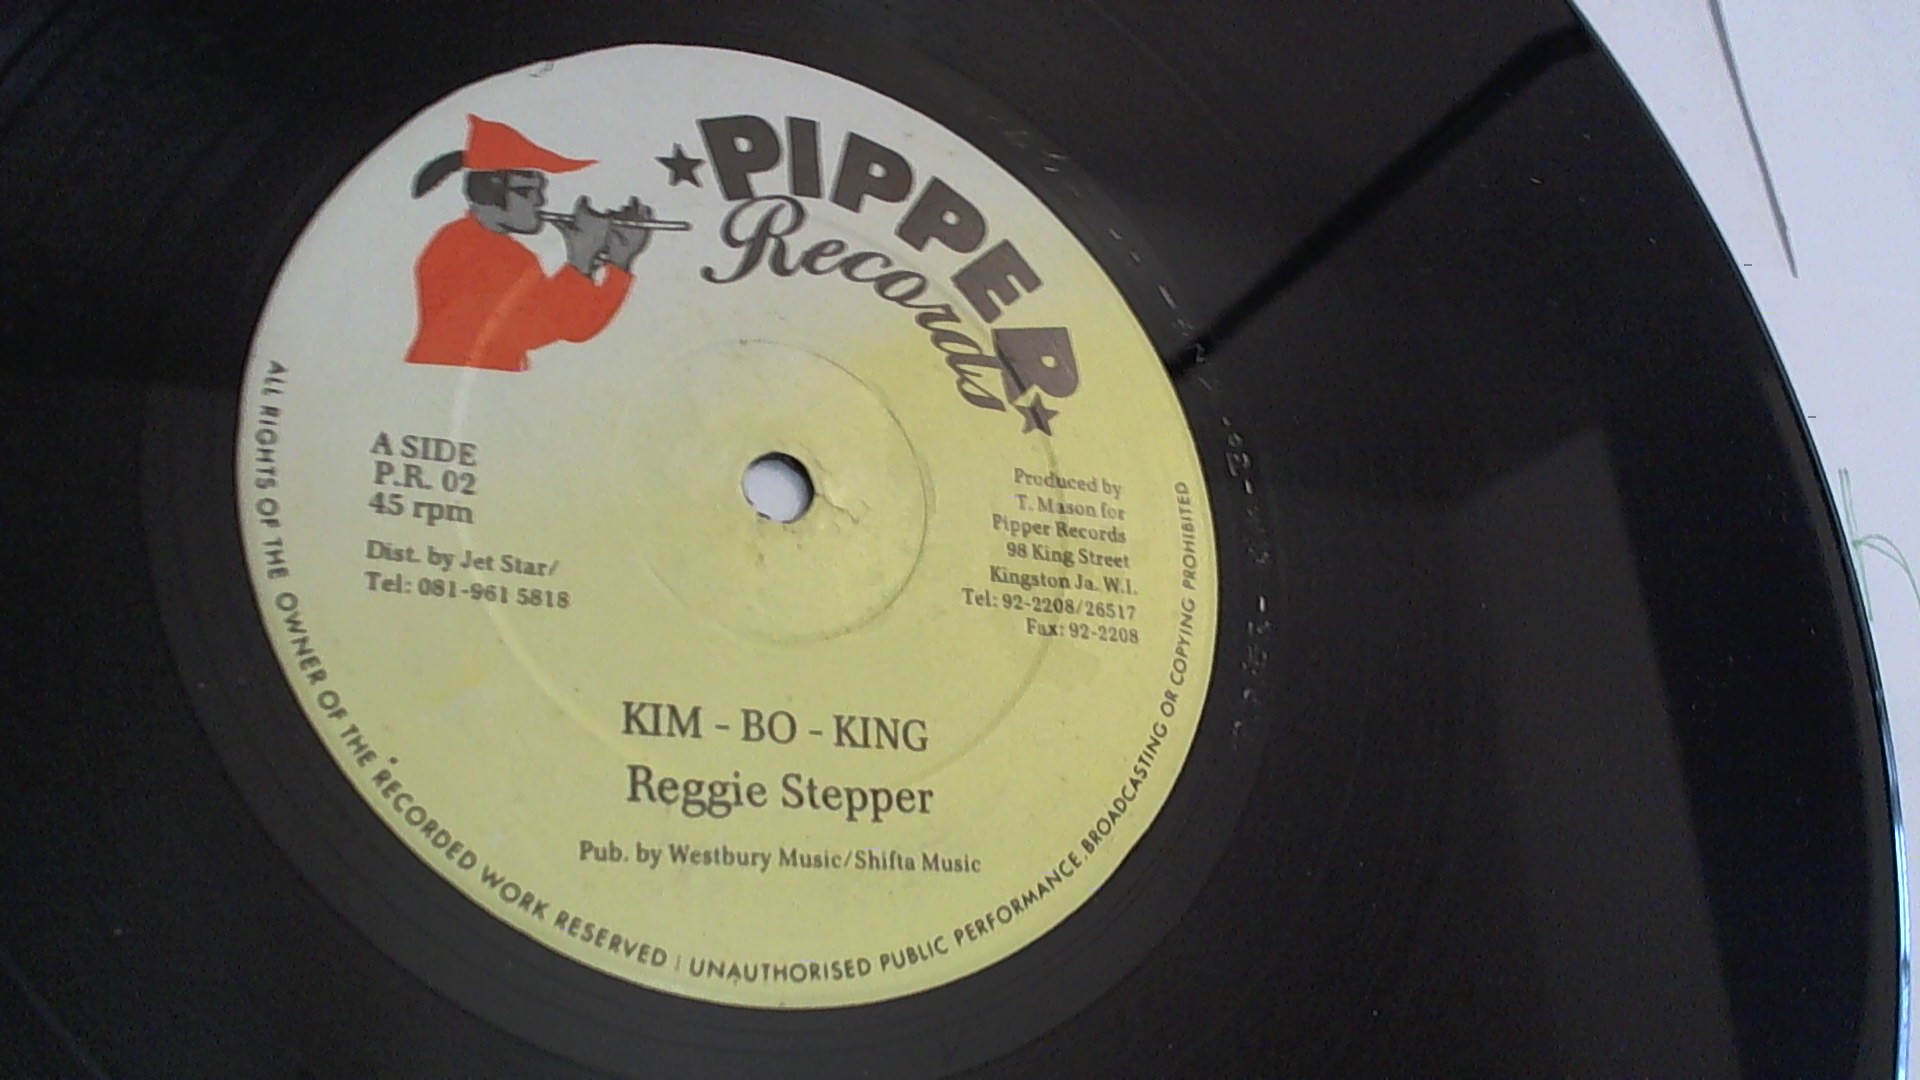 ★PIPPER★
Records
A SIDE
P.R. 02
45 rpm
Dist. by Jet Star/
Tel: 081-961 5818
Produced by
T. Mason for
Pipper Records
98 King Street
Kingston Ja. W.I.
Tel: 92-2208/26517
Fax: 92-2208
KIM - BO - KING
Reggie Stepper
Pub. by Westbury Music/Shifta Music
ALL RIGHTS OF THE OWNER OF THE RECORDED WORK RESERVED | UNAUTHORISED PUBLIC PERFORMANCE, BROADCASTING OR COPYING PROHIBITED